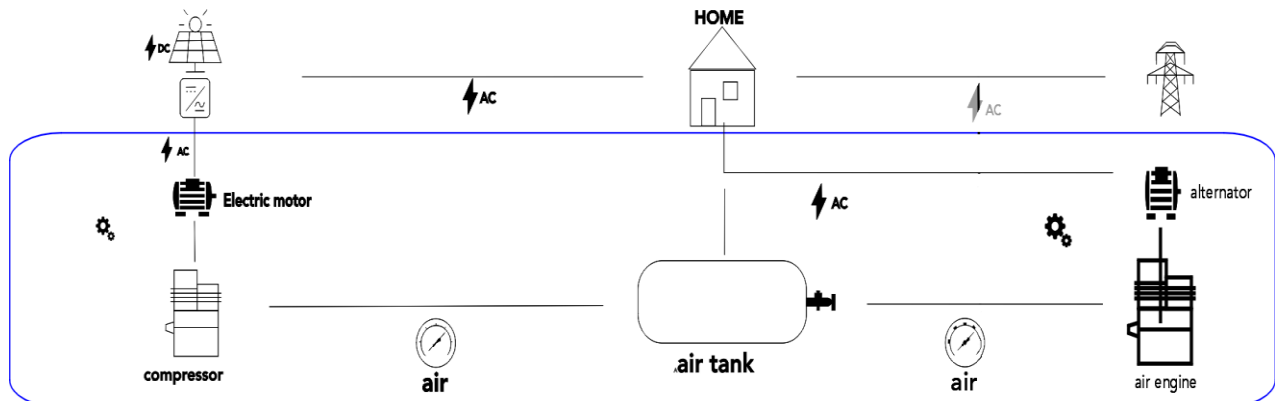 HOME
DC
AC
AC
AC
Electric motor
AC
alternator
compressor
air
air tank
air
air engine